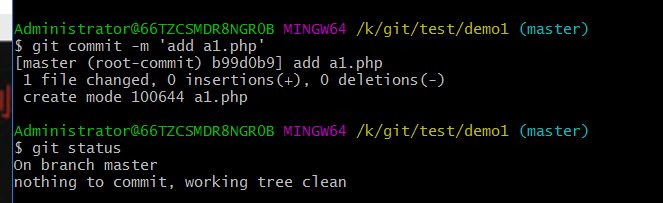 Administrator@66TZCSMDR8NGR0B MINGW64 /k/git/test/demo1 (master)
$ git commit -m 'add a1.php'
[master (root-commit) b99d0b9] add a1.php
 1 file changed, 0 insertions(+), 0 deletions(-)
 create mode 100644 a1.php
Administrator@66TZCSMDR8NGR0B MINGW64 /k/git/test/demo1 (master)
$ git status
On branch master
nothing to commit, working tree clean